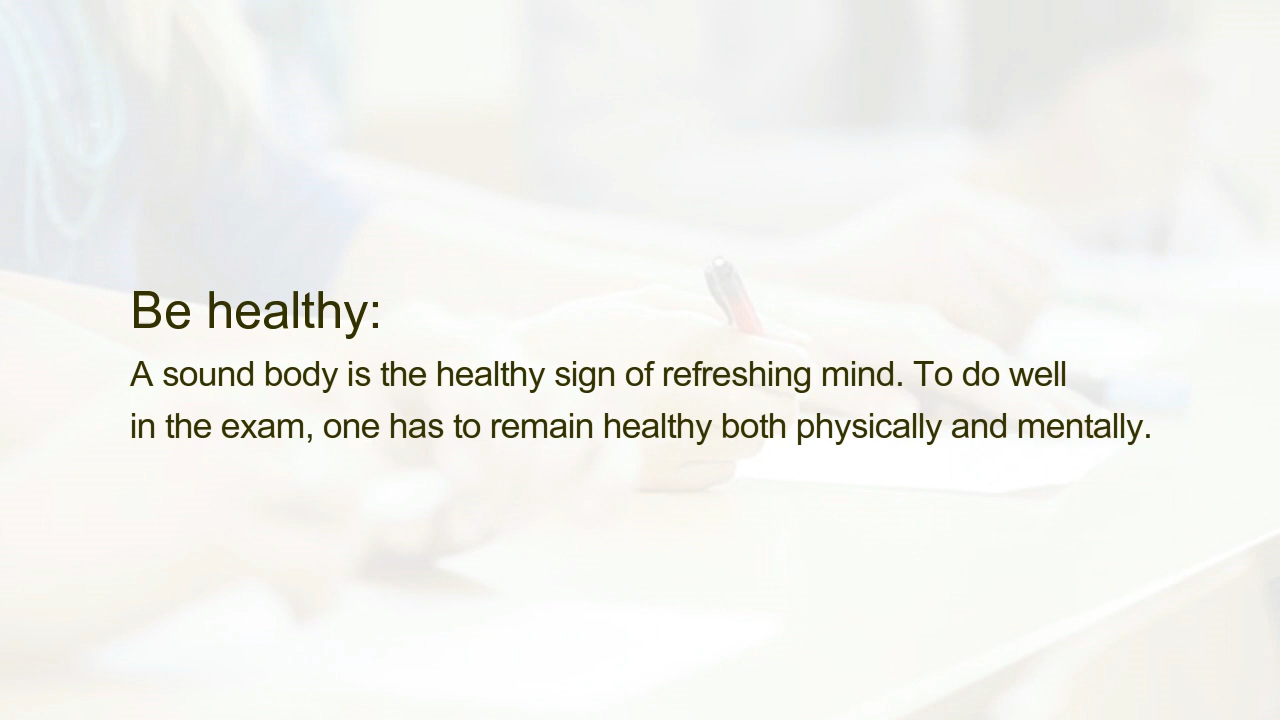 Be healthy:
A sound body is the healthy sign of refreshing mind. To do well
in the exam, one has to remain healthy both physically and mentally.